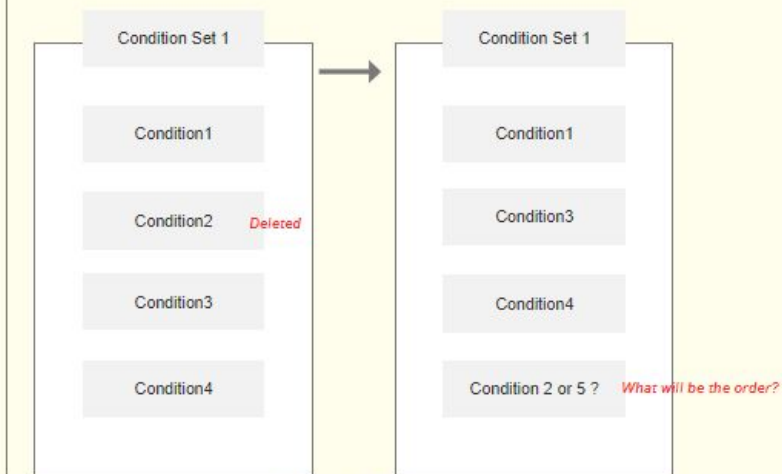 Condition Set 1
Condition1
Condition2
Deleted
Condition3
Condition4
Condition Set 1
Condition1
Condition3
Condition4
Condition 2 or 5 ?
What will be the order?